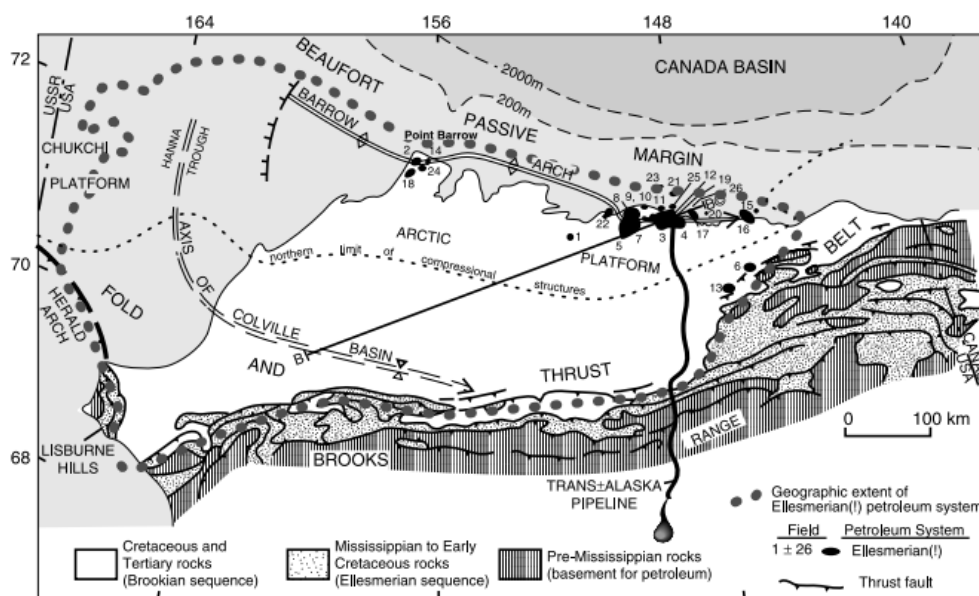 164
156
148
140
72
70
68
USSR
USA
BEAUFORT
CANADA BASIN
2000m
200m
BARROW
Point Barrow
PASSIVE
ARCH
MARGIN
CHUKCHI
PLATFORM
HANNA
TROUGH
2
14
24
18
23
21
25
12
19
26
8
9,
10
11
15
22
1
5
7
3
4
17
20
16
ARCTIC
PLATFORM
northern limit of compressional
structures
6
13
BELT
AXIS
OF
COLVILLE
BASIN
HERALD
ARCH
FOLD
AND
THRUST
B
CANADA
USA
0 100 km
LISBURNE
HILLS
BROOKS
RANGE
TRANS±ALASKA
PIPELINE
Geographic extent of
Ellesmerian(!) petroleum system
Field Petroleum System
1 ± 26 Ellesmerian(!)
Thrust fault
Cretaceous and
Tertiary rocks
(Brookian sequence)
Mississippian to Early
Cretaceous rocks
(Ellesmerian sequence)
Pre-Mississippian rocks
(basement for petroleum)